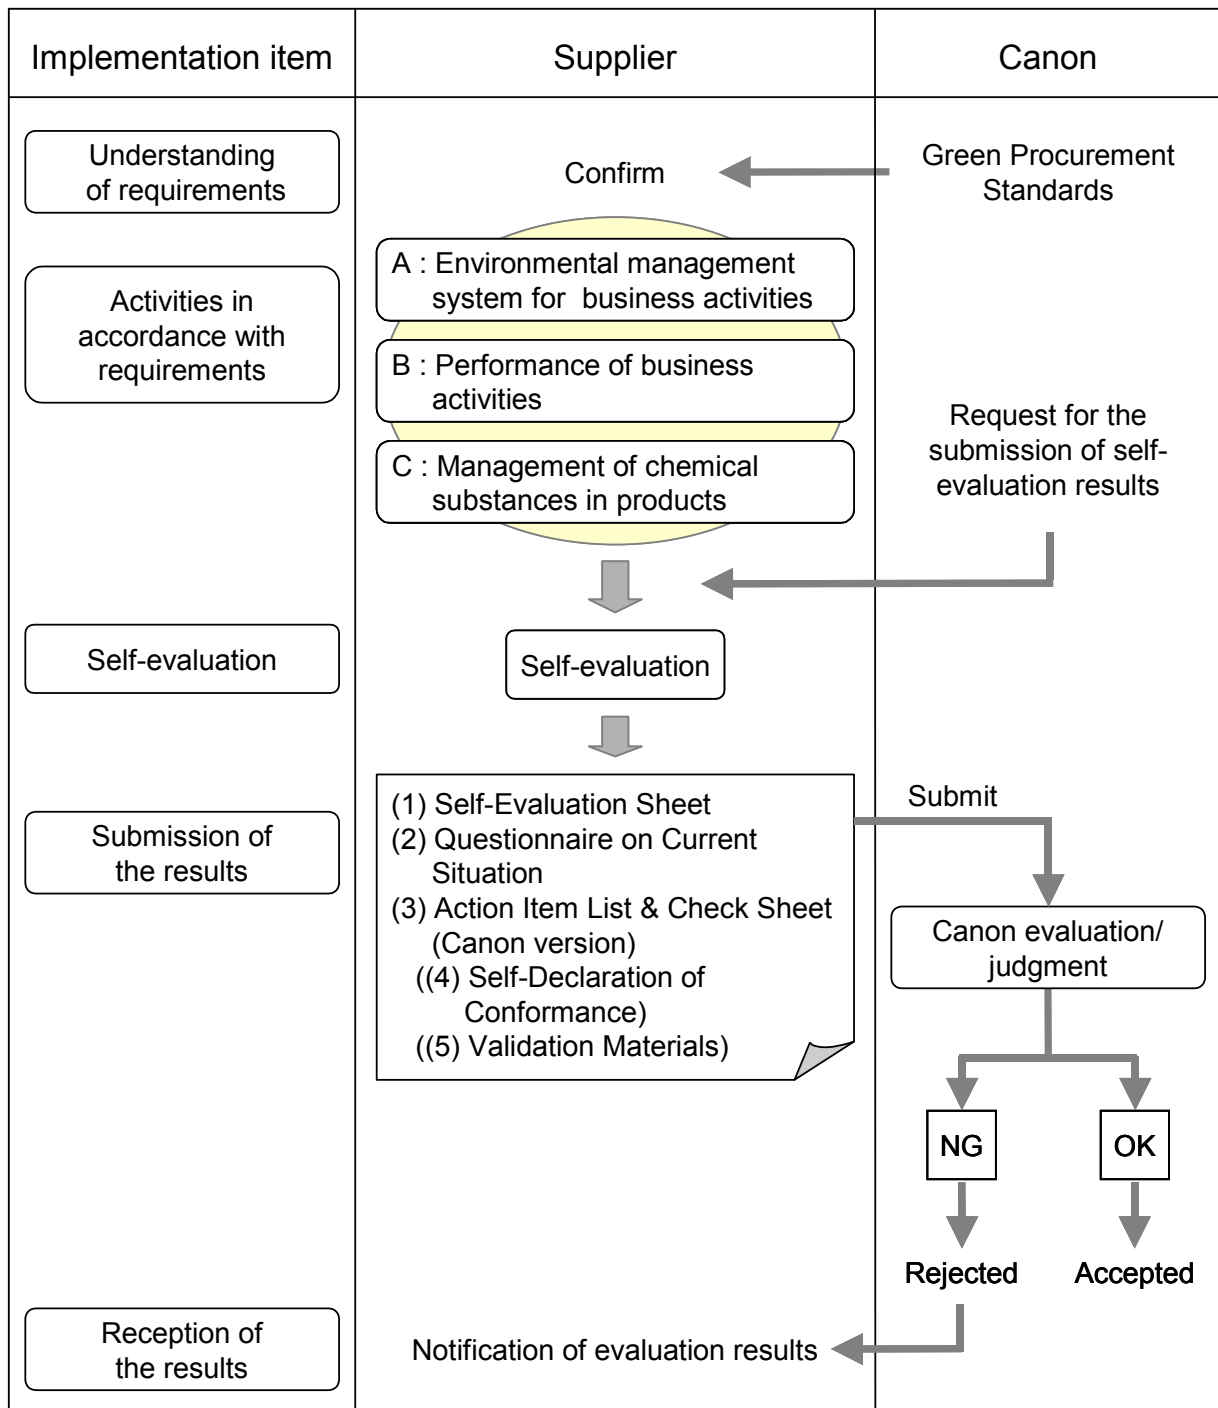 Implementation item
Supplier
Canon
Understanding
of requirements
Confirm
Green Procurement
Standards
Activities in
accordance with
requirements
A : Environmental management
system for  business activities
B : Performance of business
activities
C : Management of chemical
substances in products
Request for the
submission of self-
evaluation results
Self-evaluation
Self-evaluation
Submission of
the results
(1) Self-Evaluation Sheet
(2) Questionnaire on Current
Situation
(3) Action Item List & Check Sheet
(Canon version)
((4) Self-Declaration of
Conformance)
((5) Validation Materials)
Submit
Canon evaluation/
judgment
NG
OK
Rejected
Accepted
Reception of
the results
Notification of evaluation results